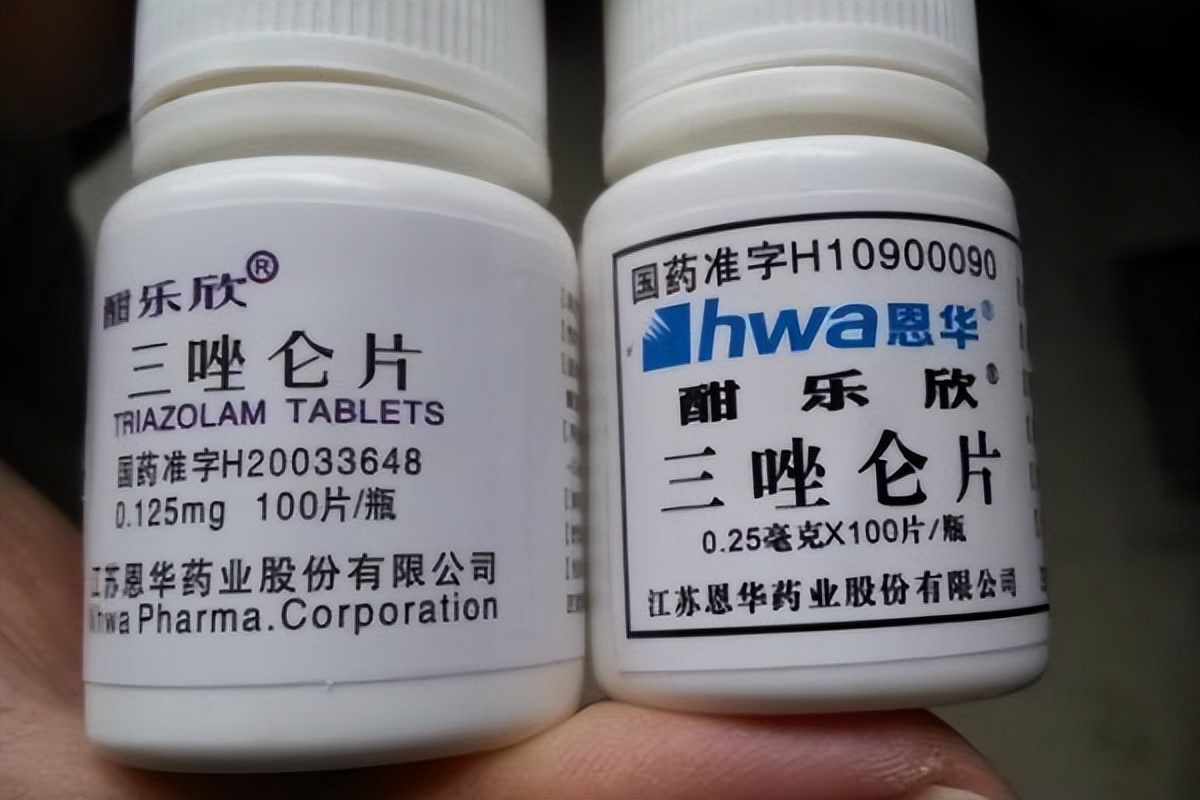 酣乐欣®
三唑仑片
TRIAZOLAM TABLETS
国药准字H20033648
0.125mg 100片/瓶
江苏恩华药业股份有限公司
Nhwa Pharma.Corporation
国药准字H10900090
hwa恩华®
酣乐欣®
三唑仑片
0.25毫克X100片/瓶
江苏恩华药业股份有限公司